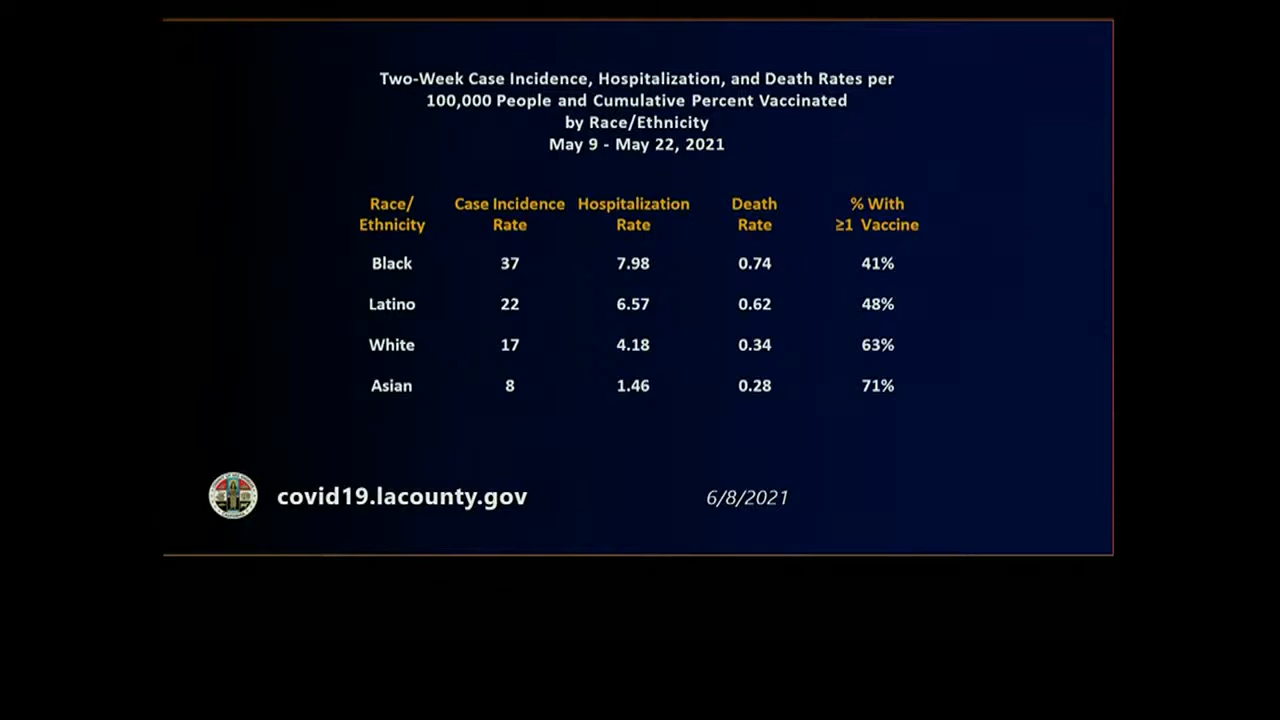 Two-Week Case Incidence, Hospitalization, and Death Rates per
100,000 People and Cumulative Percent Vaccinated
by Race/Ethnicity
May 9 - May 22, 2021
Race/ Ethnicity Case Incidence Rate Hospitalization Rate Death Rate % With ≥1 Vaccine
Black 37 7.98 0.74 41%
Latino 22 6.57 0.62 48%
White 17 4.18 0.34 63%
Asian 8 1.46 0.28 71%
covid19.lacounty.gov 6/8/2021